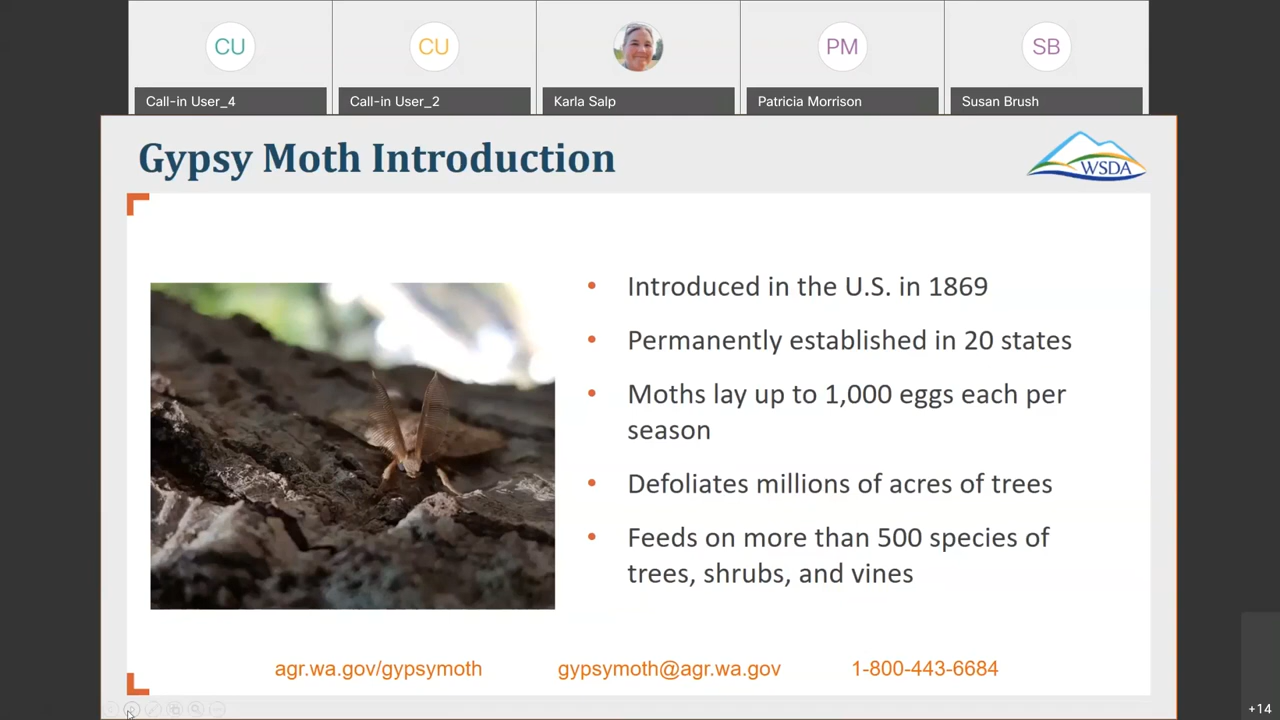 CU
CU
PM
SB
Call-in User_4
Call-in User_2
Karla Salp
Patricia Morrison
Susan Brush
Gypsy Moth Introduction
WSDA
• Introduced in the U.S. in 1869
• Permanently established in 20 states
• Moths lay up to 1,000 eggs each per
season
• Defoliates millions of acres of trees
• Feeds on more than 500 species of
trees, shrubs, and vines
agr.wa.gov/gypsymoth
gypsymoth@agr.wa.gov
1-800-443-6684
+14